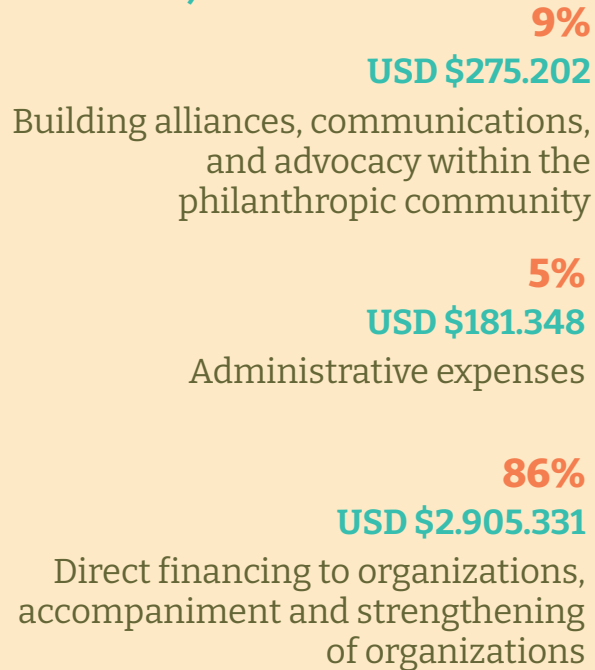 9%
USD $275.202
Building alliances, communications,
and advocacy within the
philanthropic community
5%
USD $181.348
Administrative expenses
86%
USD $2.905.331
Direct financing to organizations,
accompaniment and strengthening
of organizations